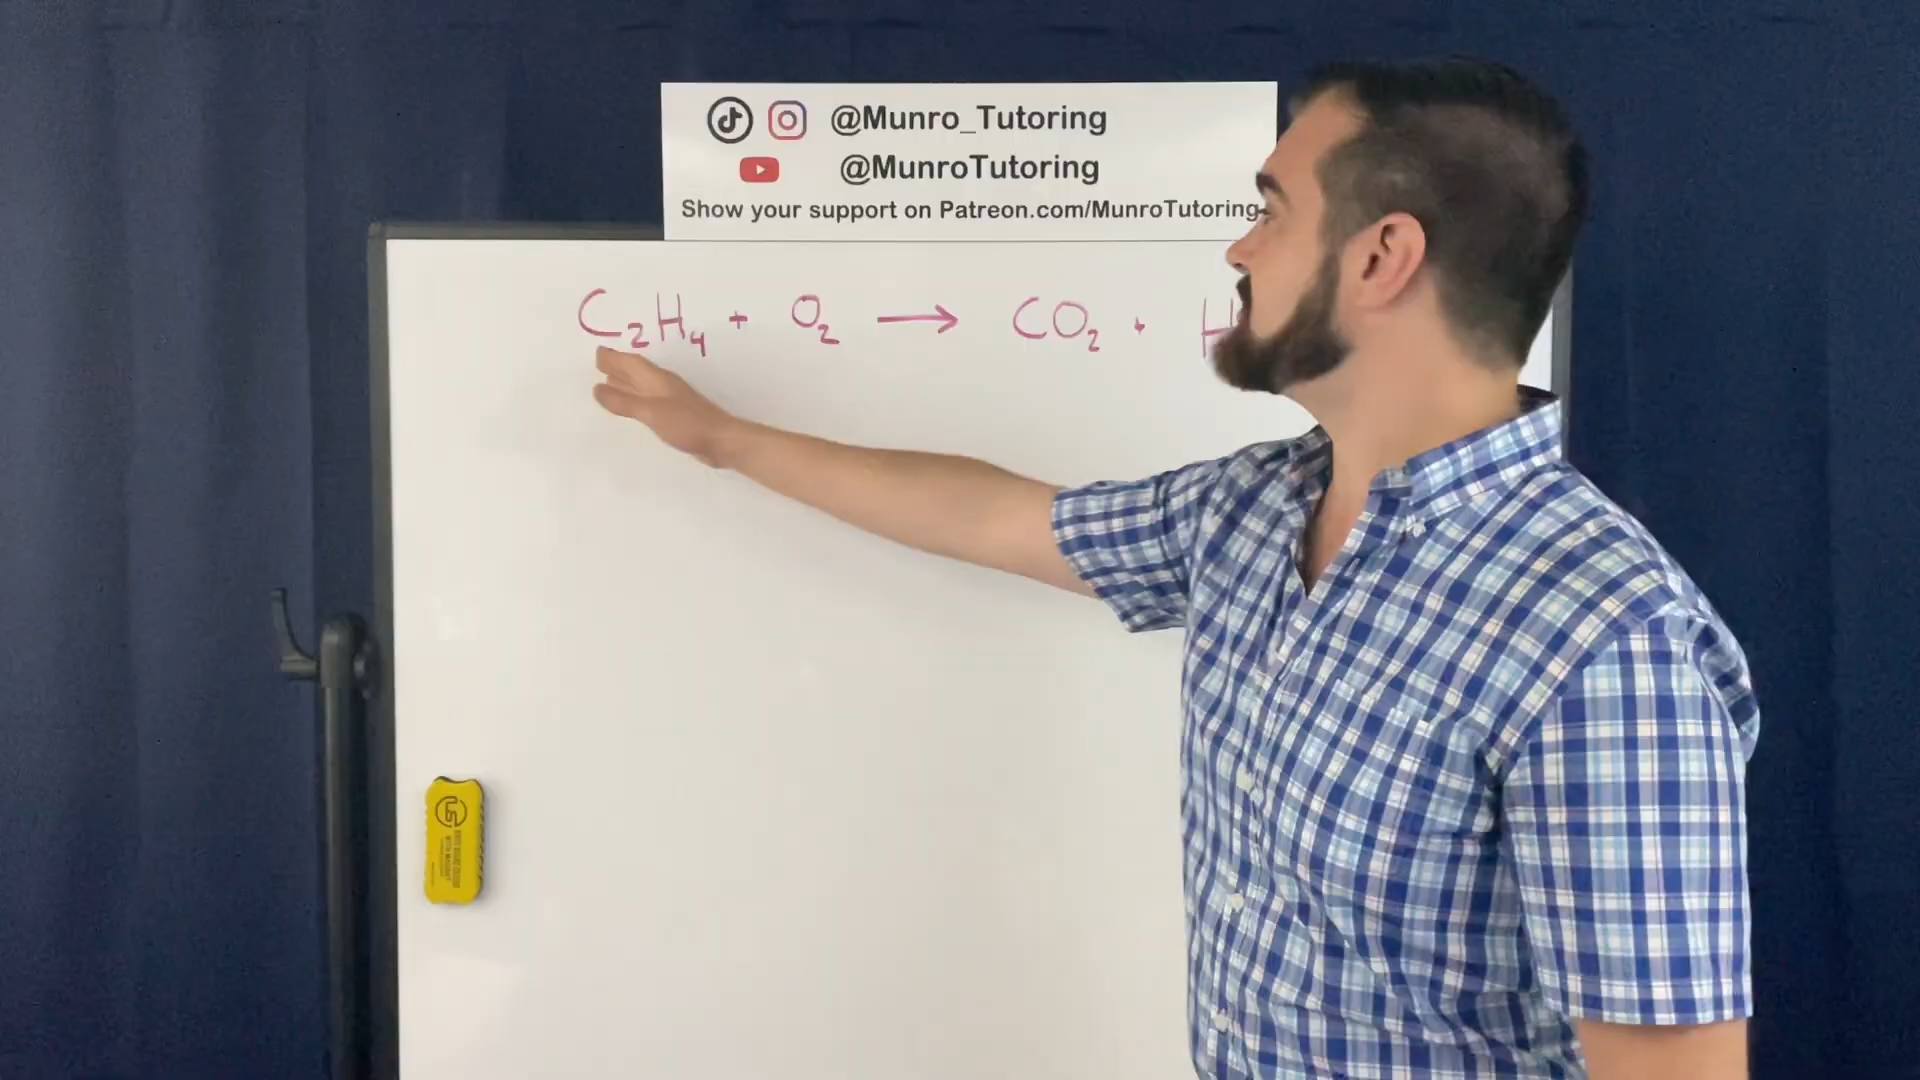 @Munro_Tutoring
@MunroTutoring
Show your support on Patreon.com/MunroTutoring
C₂H₄ + O₂ → CO₂ + H